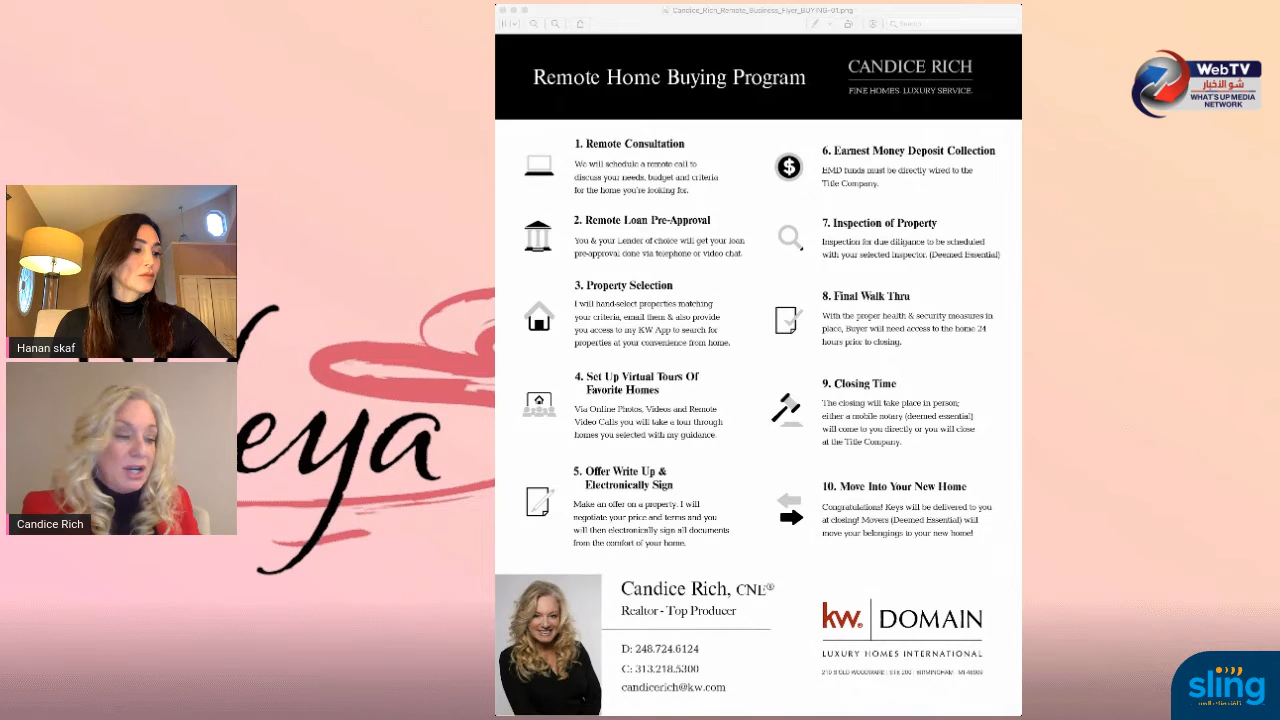 Candice_Rich_Remote_Business_Flyer_BUYING-01.png
Search
Remote Home Buying Program
CANDICE RICH
FINE HOMES. LUXURY SERVICE.
1. Remote Consultation
We will schedule a remote call to
discuss your needs, budget and criteria
for the home you're looking for.
2. Remote Loan Pre-Approval
You & your Lender of choice will get your loan
pre-approval done via telephone or video chat.
3. Property Selection
I will hand-select properties matching
your criteria, email them & also provide
you access to my KW App to search for
properties at your convenience from home.
4. Set Up Virtual Tours Of
Favorite Homes
Via Online Photos, Videos and Remote
Video Calls you will take a tour through
homes you selected with my guidance.
5. Offer Write Up &
Electronically Sign
Make an offer on a property. I will
negotiate your price and terms and you
will then electronically sign all documents
from the comfort of your home.
6. Earnest Money Deposit Collection
EMD funds must be directly wired to the
Title Company.
7. Inspection of Property
Inspection for due diligance to be scheduled
with your selected inspector. (Deemed Essential)
8. Final Walk Thru
With the proper health & security measures in
place, Buyer will need access to the home 24
hours prior to closing.
9. Closing Time
The closing will take place in person;
either a mobile notary (deemed essential)
will come to you directly or you will close
at the Title Company.
10. Move Into Your New Home
Congratulations! Keys will be delivered to you
at closing! Movers (Deemed Essential) will
move your belongings to your new home!
Candice Rich, CNE®
Realtor - Top Producer
D: 248.724.6124
C: 313.218.5300
candicerich@kw.com
kw. DOMAIN
LUXURY HOMES INTERNATIONAL
210 S OLD WOODWARD | STE 200 | BIRMINGHAM
Hanan skaf
Candice Rich
eya
WebTV
شو الأخبار
WHAT'S UP MEDIA
NETWORK
sling